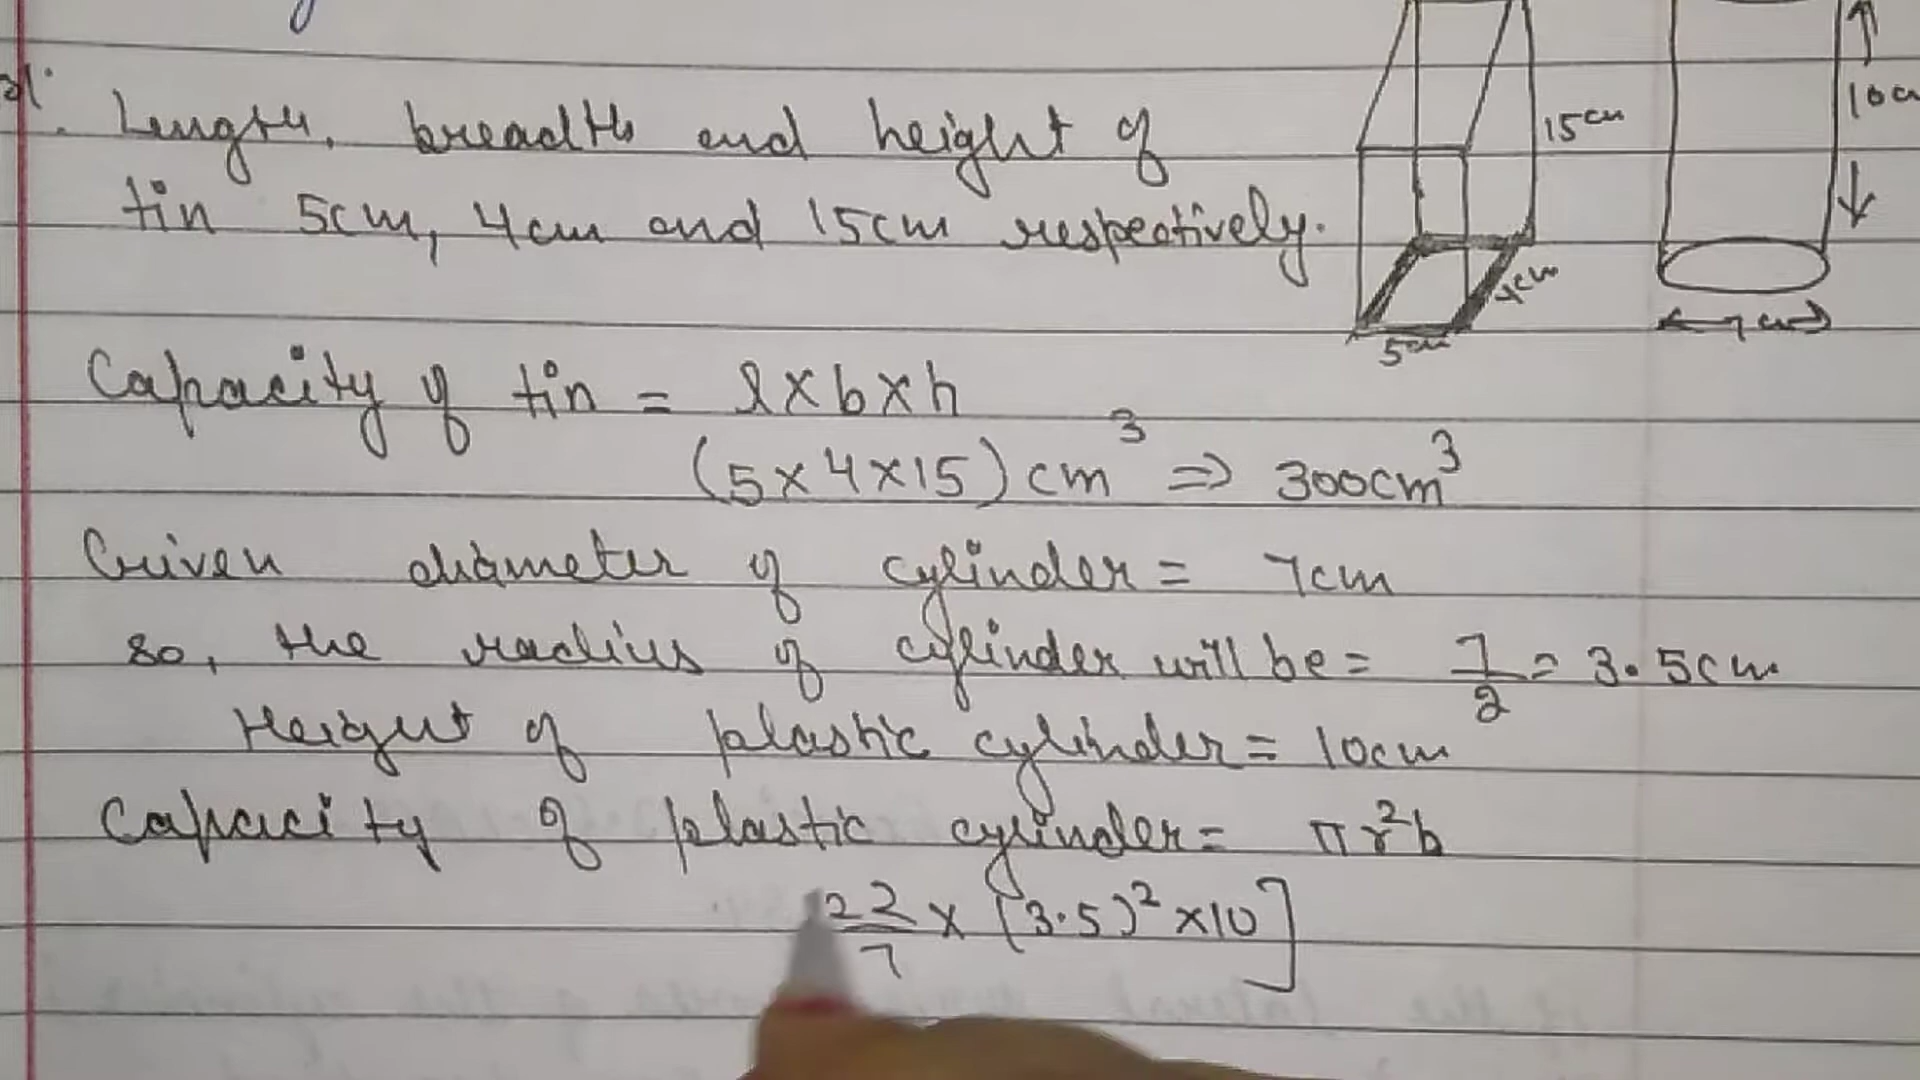 Length, breadth and height of
tin 5cm, 4cm and 15cm respectively.
15cm
10c
4cm
5cm
7cm
Capacity of tin = l×b×h
(5×4×15) cm³ => 300cm³
Given diameter of cylinder = 7cm
so, the radius of cylinder will be = 7/2 = 3.5cm
Height of plastic cylinder = 10cm
Capacity of plastic cylinder = πr²h
22/7 × (3.5)² ×10]